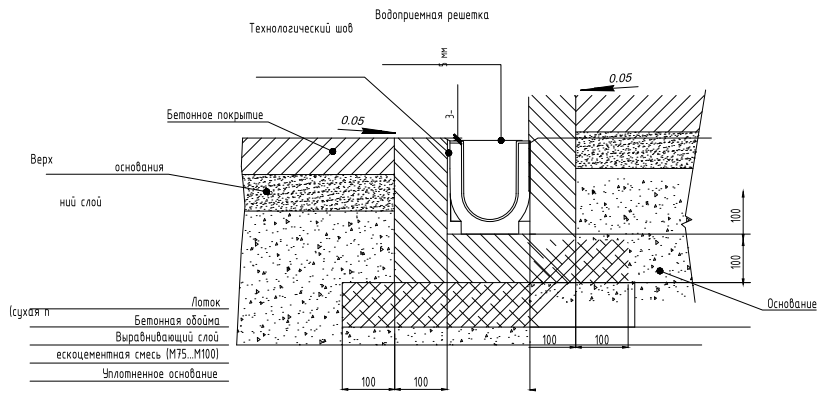 Водоприемная решетка
Технологический шов
5 мм
0.05
3-
0.05
Бетонное покрытие
Верх
основания
ний слой
100
100
Лоток
(сухая п
Бетонная обойма
Основание
Выравнивающий слой
ескоцементная смесь (М75...М100)
Уплотненное основание
100
100
100
100